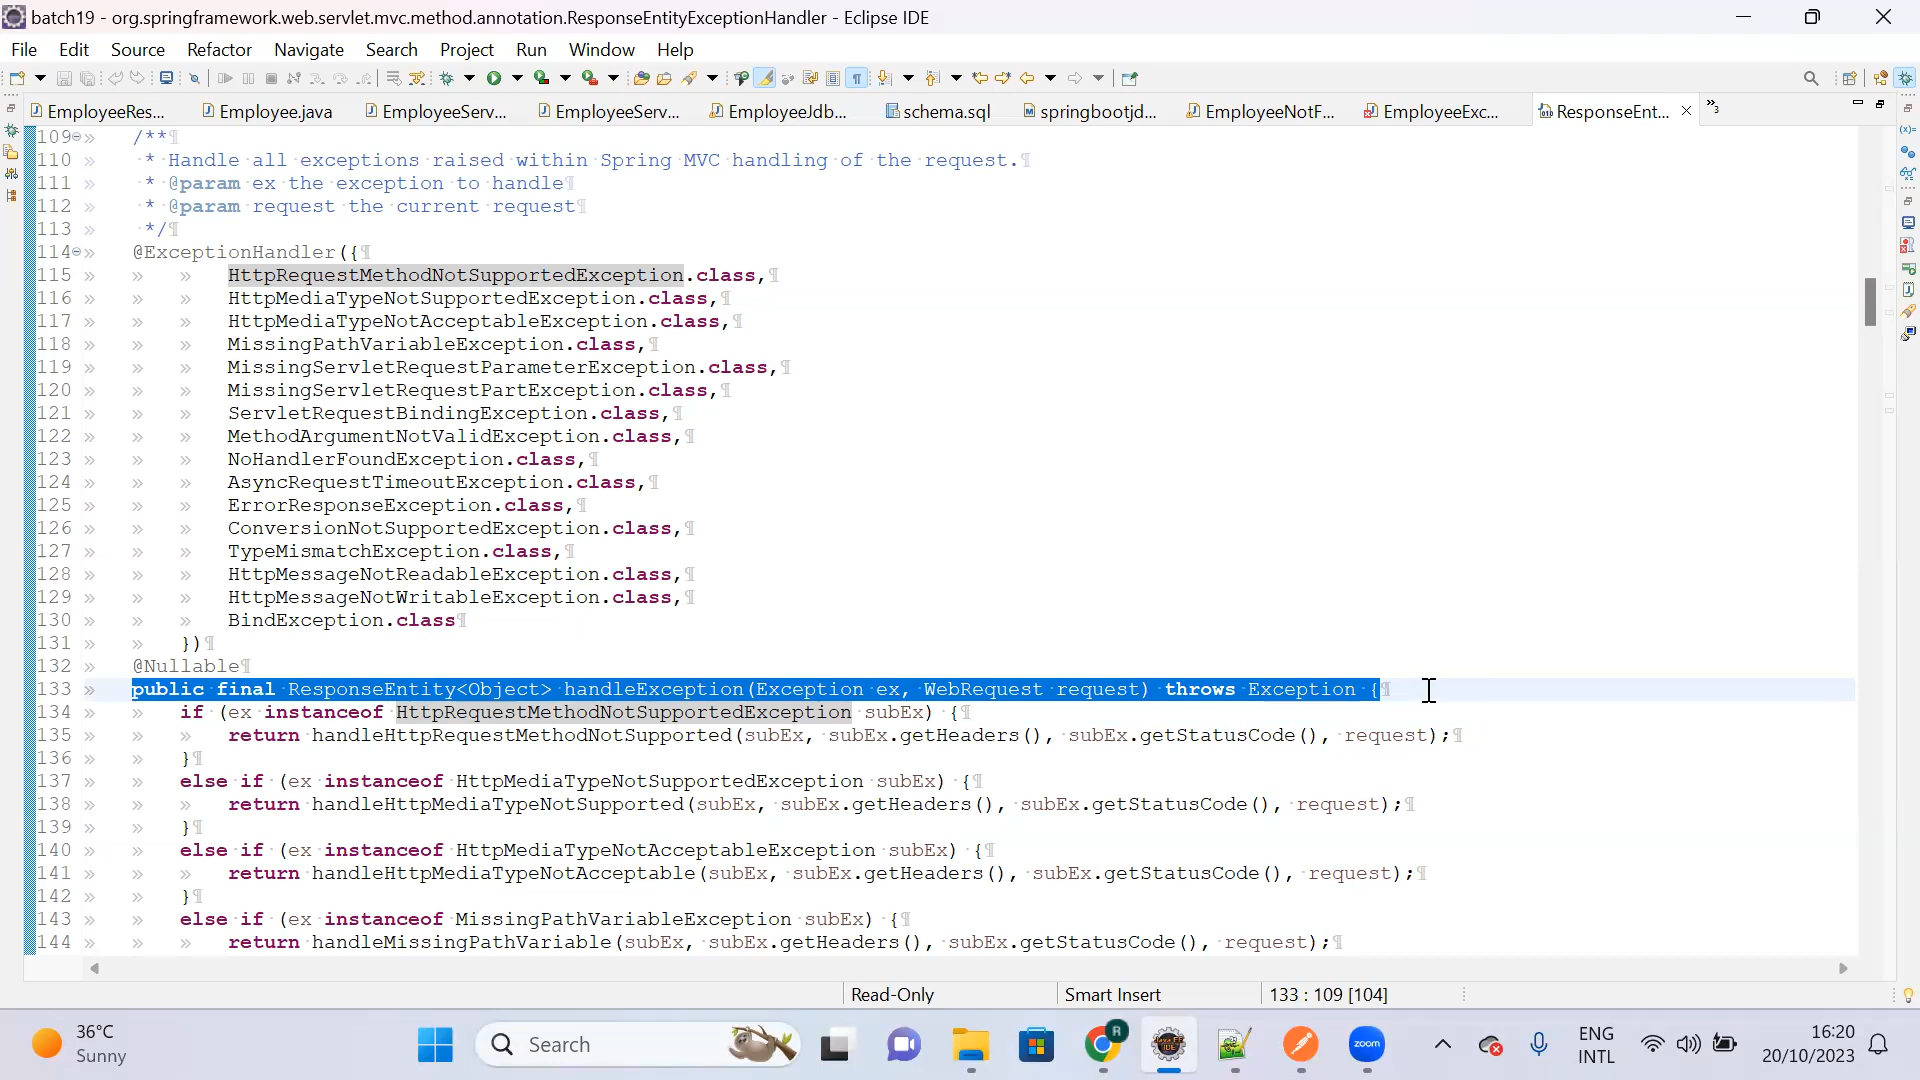 batch19 - org.springframework.web.servlet.mvc.method.annotation.ResponseEntityExceptionHandler - Eclipse IDE
File Edit Source Refactor Navigate Search Project Run Window Help
EmployeeRes... Employee.java EmployeeServ... EmployeeServ... EmployeeJdb... schema.sql springbootjd... EmployeeNotF... EmployeeExc... ResponseEnt... »3
109 /**
110 * Handle all exceptions raised within Spring MVC handling of the request.
111 * @param ex the exception to handle
112 * @param request the current request
113 */
114 @ExceptionHandler({
115 HttpRequestMethodNotSupportedException.class,
116 HttpMediaTypeNotSupportedException.class,
117 HttpMediaTypeNotAcceptableException.class,
118 MissingPathVariableException.class,
119 MissingServletRequestParameterException.class,
120 MissingServletRequestPartException.class,
121 ServletRequestBindingException.class,
122 MethodArgumentNotValidException.class,
123 NoHandlerFoundException.class,
124 AsyncRequestTimeoutException.class,
125 ErrorResponseException.class,
126 ConversionNotSupportedException.class,
127 TypeMismatchException.class,
128 HttpMessageNotReadableException.class,
129 HttpMessageNotWritableException.class,
130 BindException.class
131 })
132 @Nullable
133 public final ResponseEntity<Object> handleException(Exception ex, WebRequest request) throws Exception {
134 if (ex instanceof HttpRequestMethodNotSupportedException subEx) {
135 return handleHttpRequestMethodNotSupported(subEx, subEx.getHeaders(), subEx.getStatusCode(), request);
136 }
137 else if (ex instanceof HttpMediaTypeNotSupportedException subEx) {
138 return handleHttpMediaTypeNotSupported(subEx, subEx.getHeaders(), subEx.getStatusCode(), request);
139 }
140 else if (ex instanceof HttpMediaTypeNotAcceptableException subEx) {
141 return handleHttpMediaTypeNotAcceptable(subEx, subEx.getHeaders(), subEx.getStatusCode(), request);
142 }
143 else if (ex instanceof MissingPathVariableException subEx) {
144 return handleMissingPathVariable(subEx, subEx.getHeaders(), subEx.getStatusCode(), request);
Read-Only Smart Insert 133 : 109 [104]
36°C
Sunny
Search
R
zoom
ENG
INTL
16:20
20/10/2023